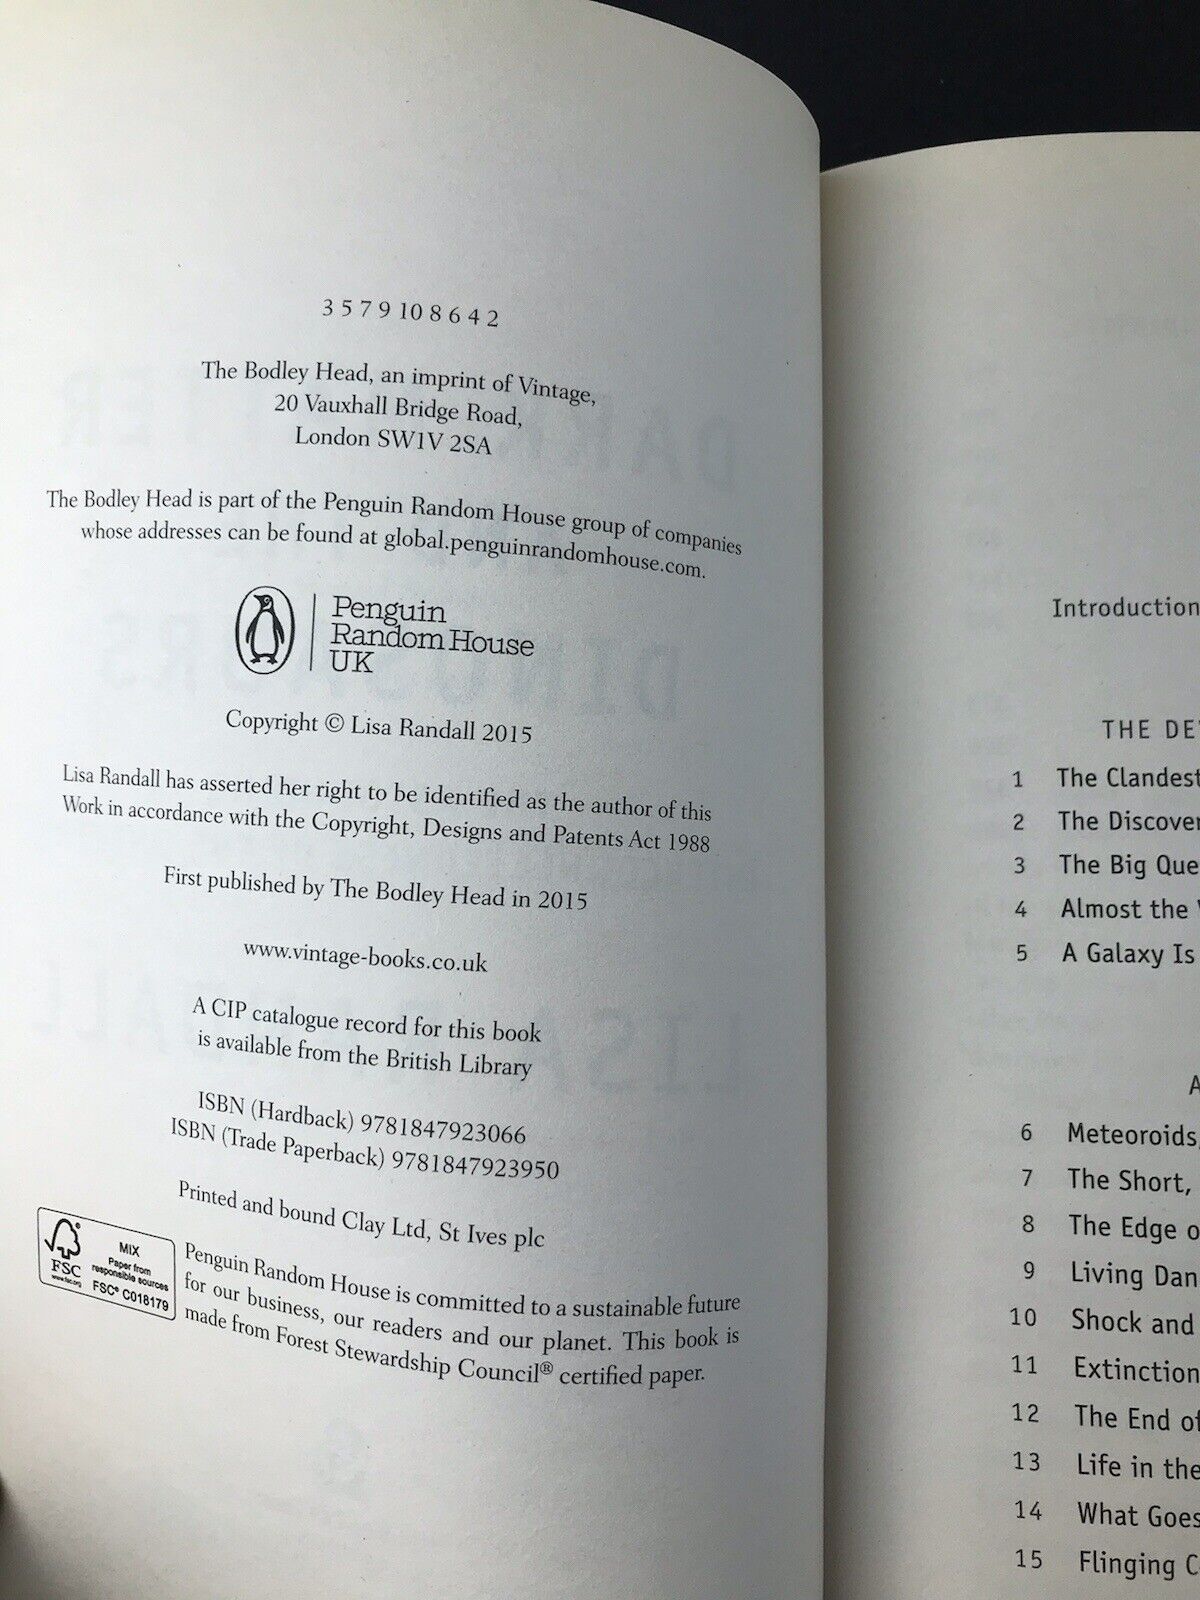 3 5 7 9 10 8 6 4 2
The Bodley Head, an imprint of Vintage,
20 Vauxhall Bridge Road,
London SW1V 2SA
The Bodley Head is part of the Penguin Random House group of companies
whose addresses can be found at global.penguinrandomhouse.com.
Penguin
Random House
UK
Copyright © Lisa Randall 2015
Lisa Randall has asserted her right to be identified as the author of this
Work in accordance with the Copyright, Designs and Patents Act 1988
First published by The Bodley Head in 2015
www.vintage-books.co.uk
A CIP catalogue record for this book
is available from the British Library
ISBN (Hardback) 9781847923066
ISBN (Trade Paperback) 9781847923950
Printed and bound Clay Ltd, St Ives plc
FSC
www.fsc.org
MIX
Paper from
responsible sources
FSC® C018179
Penguin Random House is committed to a sustainable future
for our business, our readers and our planet. This book is
made from Forest Stewardship Council® certified paper.
Introduction
THE DE
1 The Clandest
2 The Discover
3 The Big Que
4 Almost the
5 A Galaxy Is
A
6 Meteoroids,
7 The Short,
8 The Edge o
9 Living Dan
10 Shock and
11 Extinction
12 The End of
13 Life in the
14 What Goes
15 Flinging C